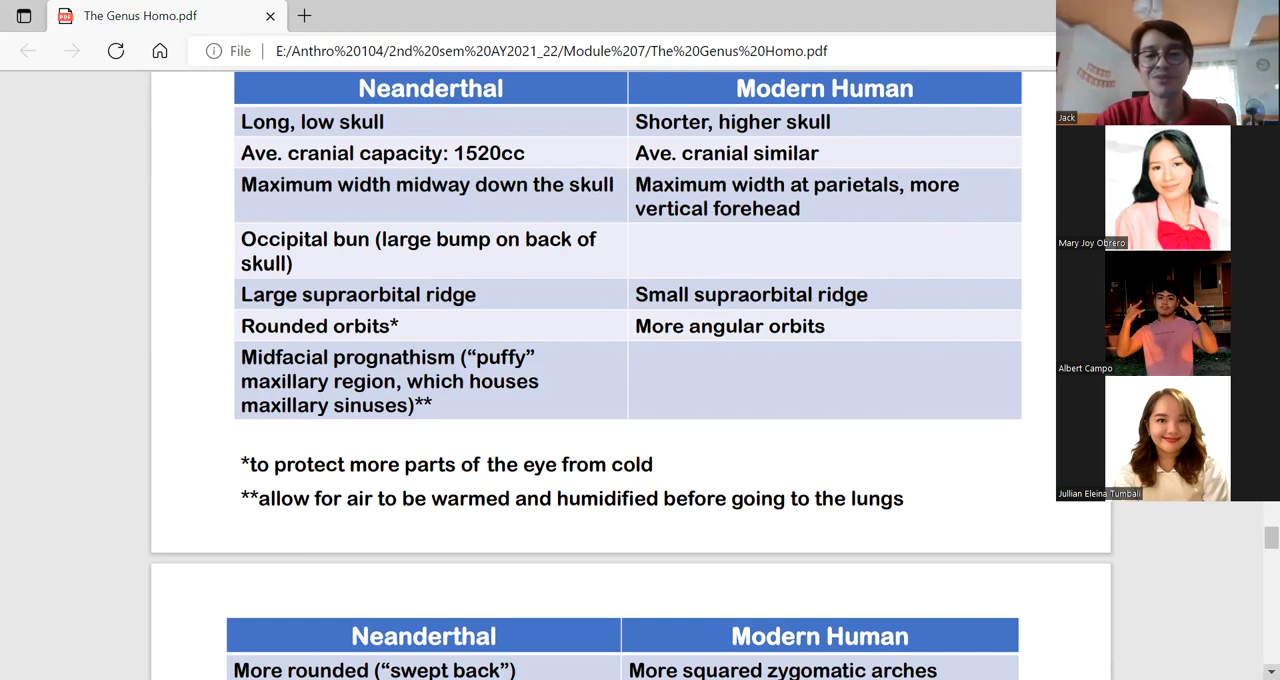 The Genus Homo.pdf
File
E:/Anthro%20104/2nd%20sem%20AY2021_22/Module%207/The%20Genus%20Homo.pdf
Neanderthal Modern Human
Long, low skull Shorter, higher skull
Ave. cranial capacity: 1520cc Ave. cranial similar
Maximum width midway down the skull Maximum width at parietals, more
vertical forehead
Occipital bun (large bump on back of
skull)
Large supraorbital ridge Small supraorbital ridge
Rounded orbits* More angular orbits
Midfacial prognathism (“puffy”
maxillary region, which houses
maxillary sinuses)**
*to protect more parts of the eye from cold
**allow for air to be warmed and humidified before going to the lungs
Neanderthal Modern Human
More rounded (“swept back”) More squared zygomatic arches
Jack
Mary Joy Obrero
Albert Campo
Jullian Eleina Tumbali